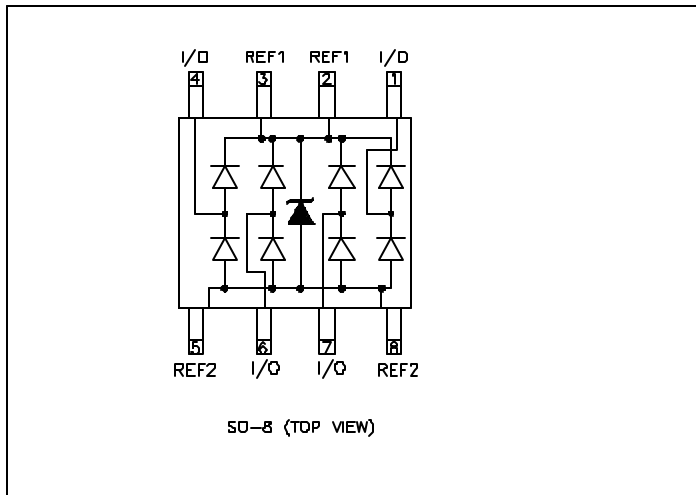 I/O REF1 REF1 I/O
4 3 2 1
5 6 7 8
REF2 I/O I/O REF2
SO-8 (TOP VIEW)